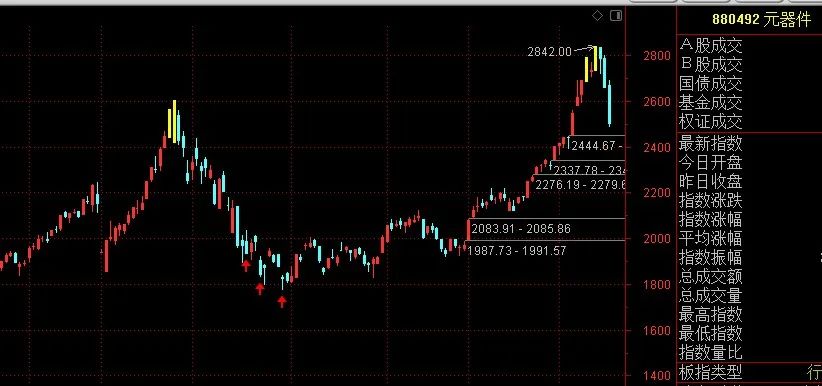 880492 元器件
2842.00
2800
2600
2400
2200
2000
1800
1600
1400
2444.67 -
2337.78 - 234
2276.19 - 2279.6
2083.91 - 2085.86
1987.73 - 1991.57
A股成交
B股成交
国债成交
基金成交
权证成交
最新指数
今日开盘
昨日收盘
指数涨跌
指数涨幅
平均涨幅
指数振幅
总成交额
总成交量
最高指数
最低指数
指数量比
板指类型 行